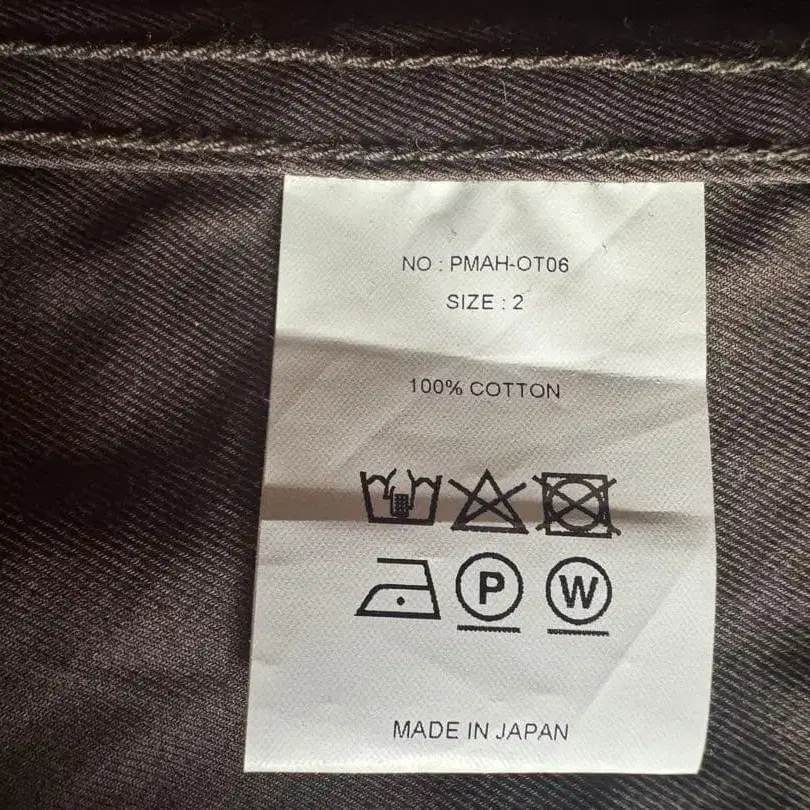 NO : PMAH-OT06
SIZE : 2
100% COTTON
P W
MADE IN JAPAN